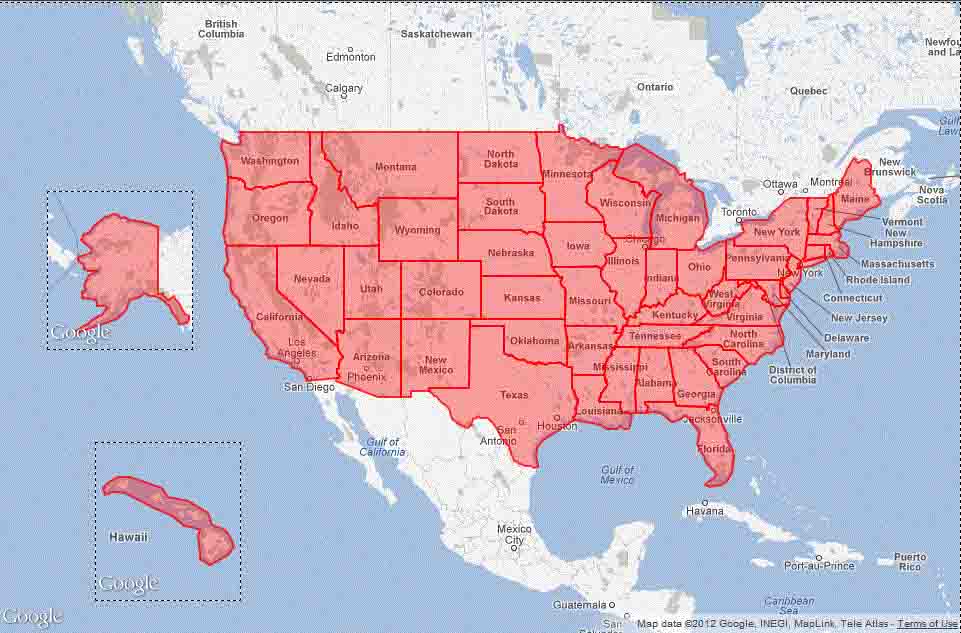 British
Columbia
Saskatchewan
Edmonton
Calgary
Ontario
Quebec
Newfou
and La
Gulf
Law
New
Brunswick
Nova
Scotia
Ottawa
Montreal
Toronto
Washington
Montana
North
Dakota
Minnesota
Wisconsin
Michigan
Maine
Oregon
Idaho
Wyoming
South
Dakota
New York
Vermont
New
Hampshire
Massachusetts
Rhode Island
Connecticut
New Jersey
Delaware
Maryland
District of
Columbia
Nevada
Utah
Colorado
Nebraska
Iowa
Chicago
Illinois
Indiana
Ohio
Pennsylvania
New York
California
Kansas
Missouri
Kentucky
West
Virginia
Virginia
Los
Angeles
Arizona
Phoenix
New
Mexico
Oklahoma
Arkansas
Tennessee
North
Carolina
South
Carolina
San Diego
Texas
Mississippi
Alabama
Georgia
San
Antonio
Houston
Louisiana
Jacksonville
Florida
Google
Gulf of
California
Gulf of
Mexico
Havana
Hawaii
Google
Mexico
City
Port-au-Prince
Puerto
Rico
Guatemala
Caribbean
Sea
San
Salvador
Google
Map data ©2012 Google, INEGI, MapLink, Tele Atlas - Terms of Use